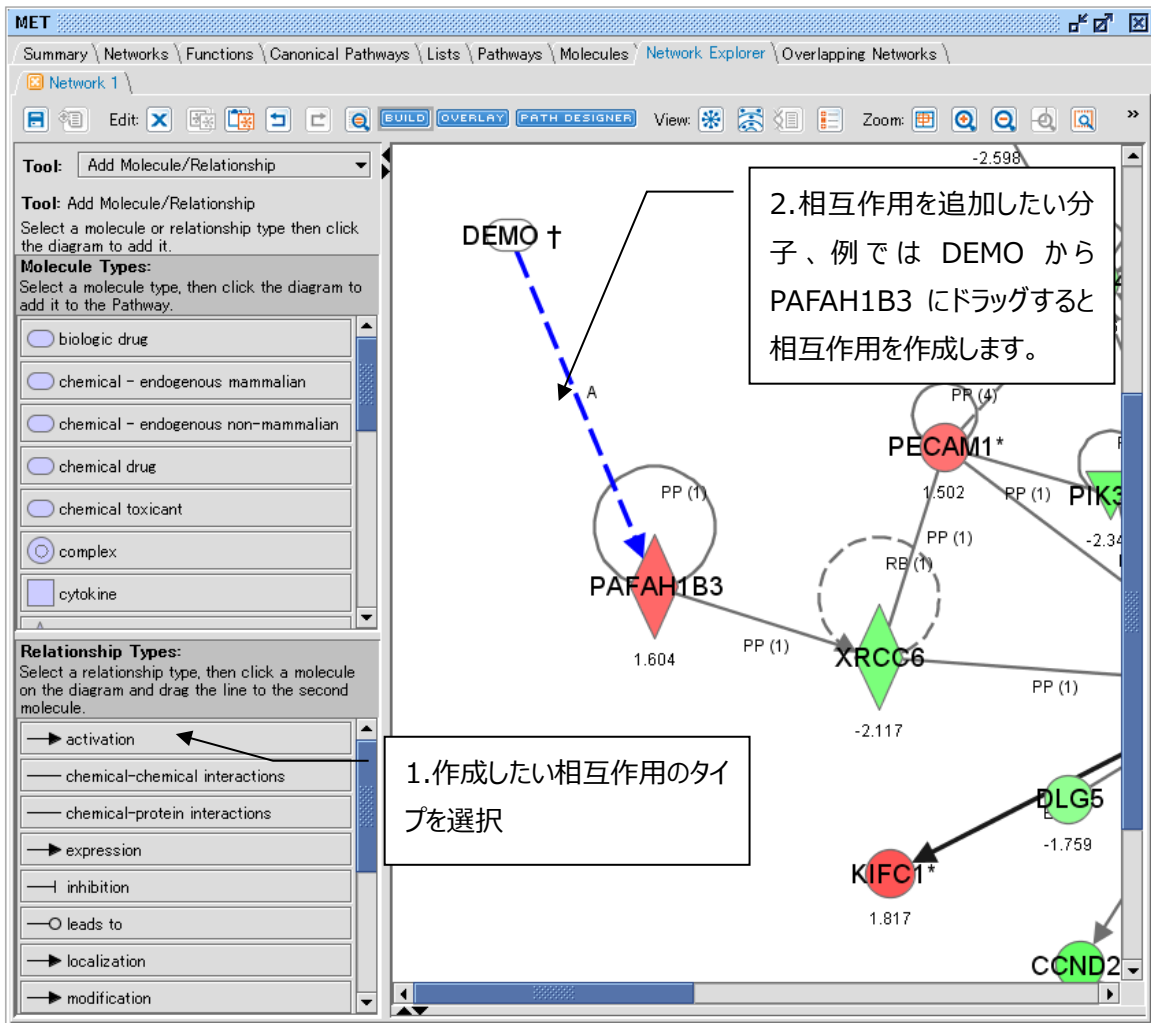 MET
Summary Networks Functions Canonical Pathways Lists Pathways Molecules Network Explorer Overlapping Networks
Network 1
Edit: BUILD OVERLAY PATH DESIGNER View: Zoom: »
Tool: Add Molecule/Relationship
Tool: Add Molecule/Relationship
Select a molecule or relationship type then click
the diagram to add it.
Molecule Types:
Select a molecule type, then click the diagram to
add it to the Pathway.
biologic drug
chemical - endogenous mammalian
chemical - endogenous non-mammalian
chemical drug
chemical toxicant
complex
cytokine
Relationship Types:
Select a relationship type, then click a molecule
on the diagram and drag the line to the second
molecule.
activation
chemical-chemical interactions
chemical-protein interactions
expression
inhibition
leads to
localization
modification
-2.598
DEMO †
2.相互作用を追加したい分
子、例では DEMO から
PAFAH1B3 にドラッグすると
相互作用を作成します。
A
PP (4)
PECAM1*
1.502
PP (1)
PP (1)
PIK3
-2.34
PP (1)
RB (1)
PAFAH1B3
1.604
PP (1)
XRCC6
-2.117
PP (1)
1.作成したい相互作用のタイ
プを選択
DLG5
E
-1.759
KIFC1*
1.817
CCND2